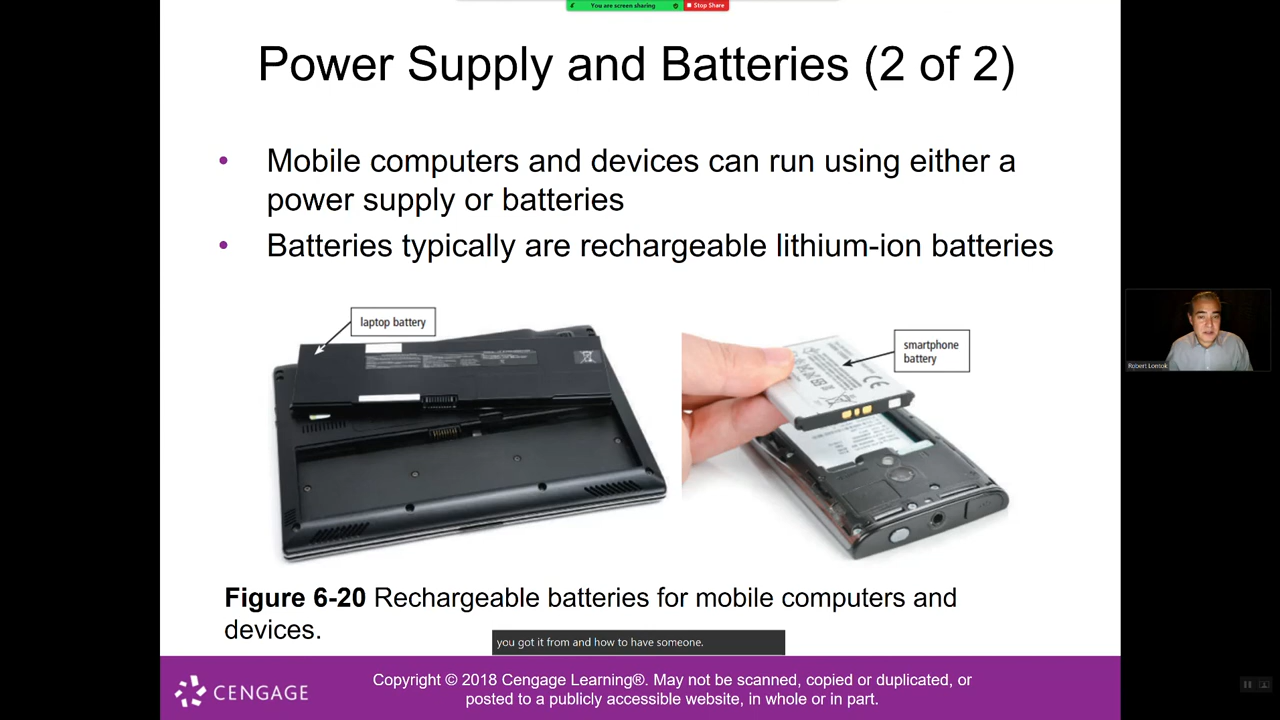 You are screen sharing
Stop Share
Power Supply and Batteries (2 of 2)
• Mobile computers and devices can run using either a
power supply or batteries
• Batteries typically are rechargeable lithium-ion batteries
laptop battery
smartphone
battery
Robert Lontok
Figure 6-20 Rechargeable batteries for mobile computers and
devices.
you got it from and how to have someone.
CENGAGE
Copyright © 2018 Cengage Learning®. May not be scanned, copied or duplicated, or
posted to a publicly accessible website, in whole or in part.